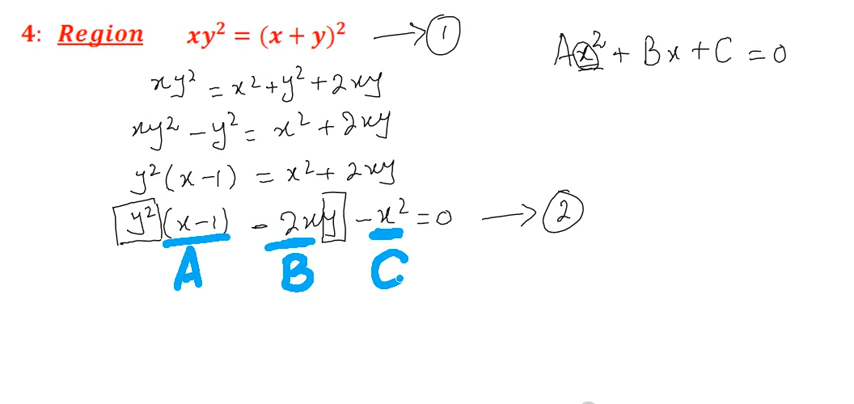 4: Region xy² = (x + y)² → ①
Ax² + Bx + C = 0
xy² = x² + y² + 2xy
xy² - y² = x² + 2xy
y²(x-1) = x² + 2xy
y²(x-1) - 2xy - x² = 0 → ②
A B C